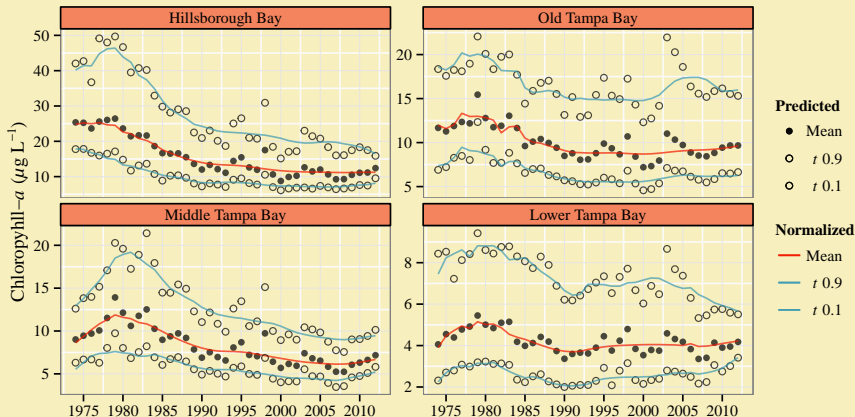 Hillsborough Bay
Old Tampa Bay
50
40
30
20
10
20
15
10
5
Middle Tampa Bay
Lower Tampa Bay
20
15
10
5
8
6
4
2
1975 1980 1985 1990 1995 2000 2005 2010
1975 1980 1985 1990 1995 2000 2005 2010
Chloropyhll−a (µg L−1)
Predicted
Mean
t 0.9
t 0.1
Normalized
Mean
t 0.9
t 0.1